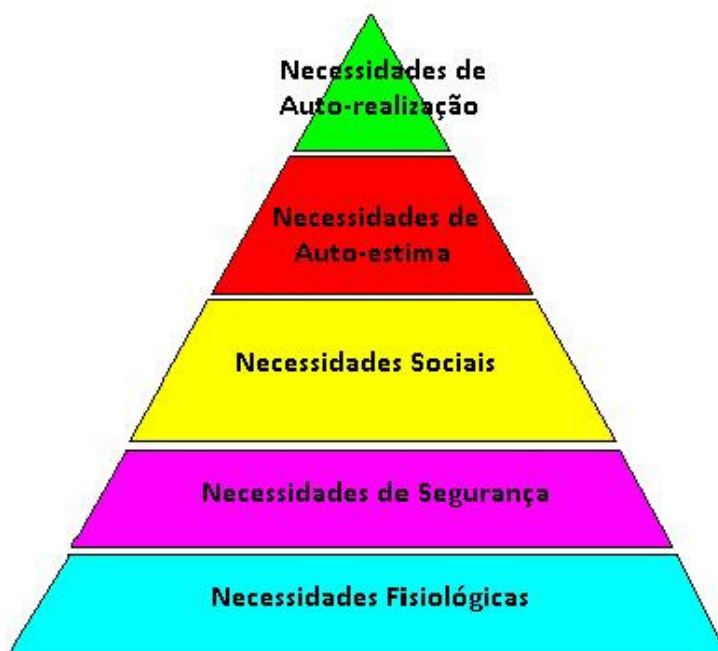 Necessidades de
Auto-realização
Necessidades de
Auto-estima
Necessidades Sociais
Necessidades de Segurança
Necessidades Fisiológicas